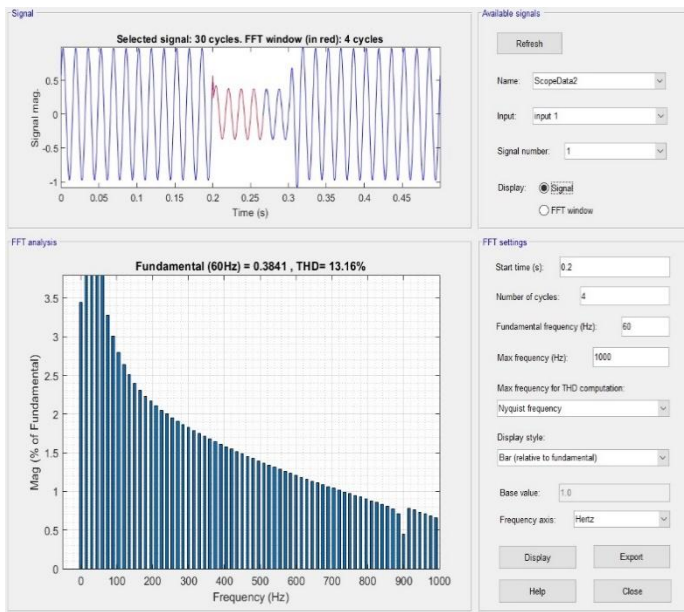 Signal
Selected signal: 30 cycles. FFT window (in red): 4 cycles
0.5
0
-0.5
-1
Signal mag.
0 0.05 0.1 0.15 0.2 0.25 0.3 0.35 0.4 0.45
Time (s)
Available signals
Refresh
Name: ScopeData2
Input: input 1
Signal number: 1
Display: Signal
FFT window
FFT analysis
Fundamental (60Hz) = 0.3841 , THD= 13.16%
3.5
3
2.5
2
1.5
1
0.5
0
Mag (% of Fundamental)
0 100 200 300 400 500 600 700 800 900 1000
Frequency (Hz)
FFT settings
Start time (s): 0.2
Number of cycles: 4
Fundamental frequency (Hz): 60
Max frequency (Hz): 1000
Max frequency for THD computation:
Nyquist frequency
Display style:
Bar (relative to fundamental)
Base value: 1.0
Frequency axis: Hertz
Display Export
Help Close